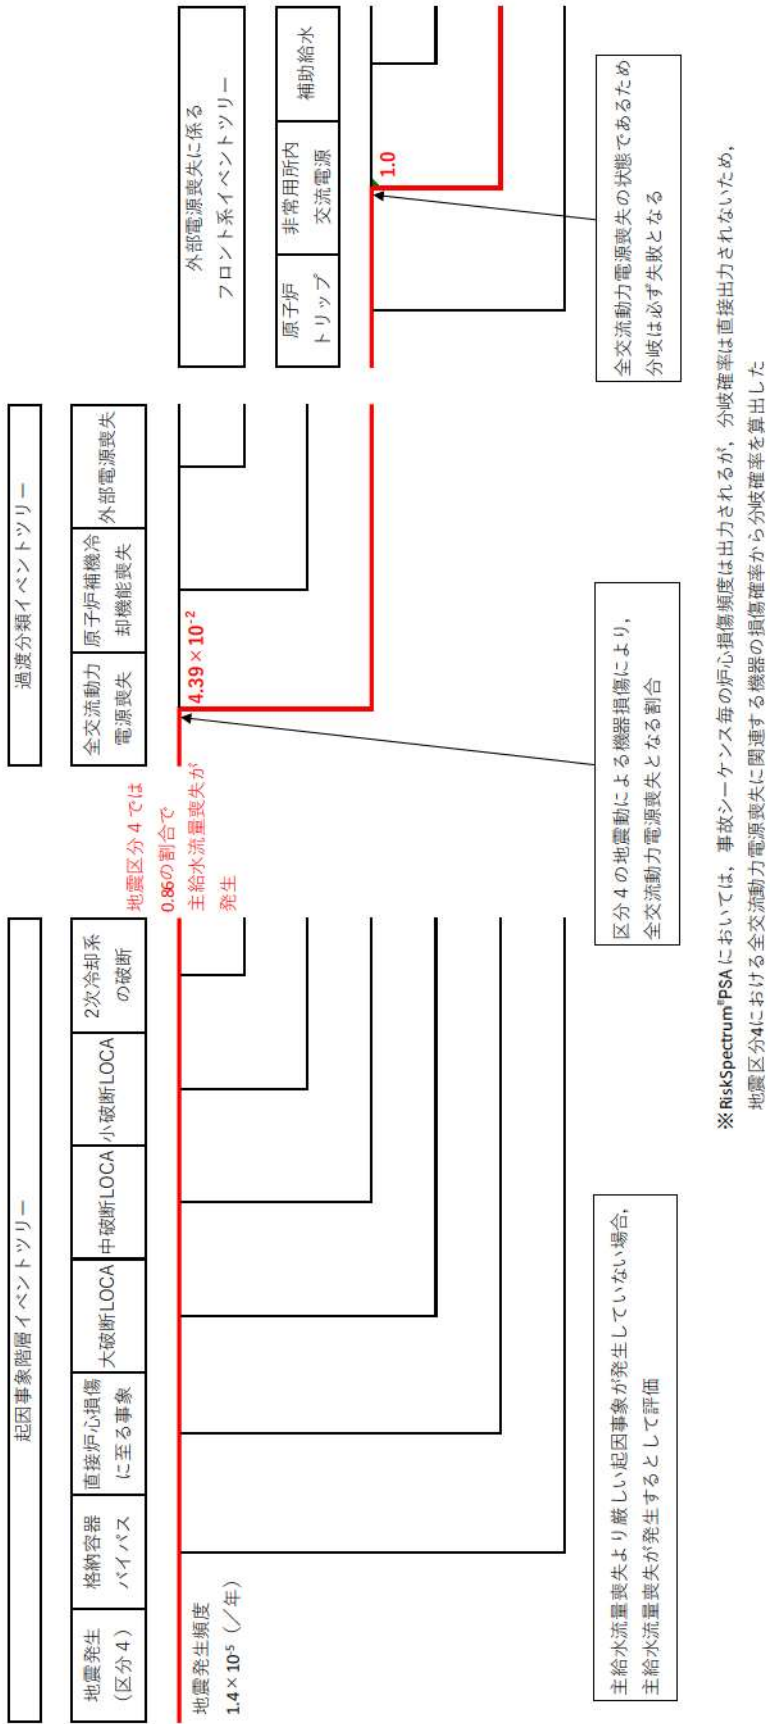 起因事象階層イベントツリー
地震発生
（区分４）
格納容器
バイパス
直接炉心損傷
に至る事象
大破断LOCA
中破断LOCA
小破断LOCA
2次冷却系
の破断
地震発生頻度
1.4×10⁻⁵（／年）
地震区分４では
0.86の割合で
主給水流量喪失が
発生
主給水流量喪失より厳しい起因事象が発生していない場合，
主給水流量喪失が発生するとして評価
過渡分類イベントツリー
全交流動力
電源喪失
原子炉補機冷
却機能喪失
外部電源喪失
4.39×10⁻²
区分４の地震動による機器損傷により，
全交流動力電源喪失となる割合
外部電源喪失に係る
フロント系イベントツリー
原子炉
トリップ
非常用所内
交流電源
補助給水
1.0
全交流動力電源喪失の状態であるため
分岐は必ず失敗となる
※RiskSpectrum®PSAにおいては，事故シーケンス毎の炉心損傷頻度は出力されるが，分岐確率は直接出力されないため，
地震区分4における全交流動力電源喪失に関連する機器の損傷確率から分岐確率を算出した